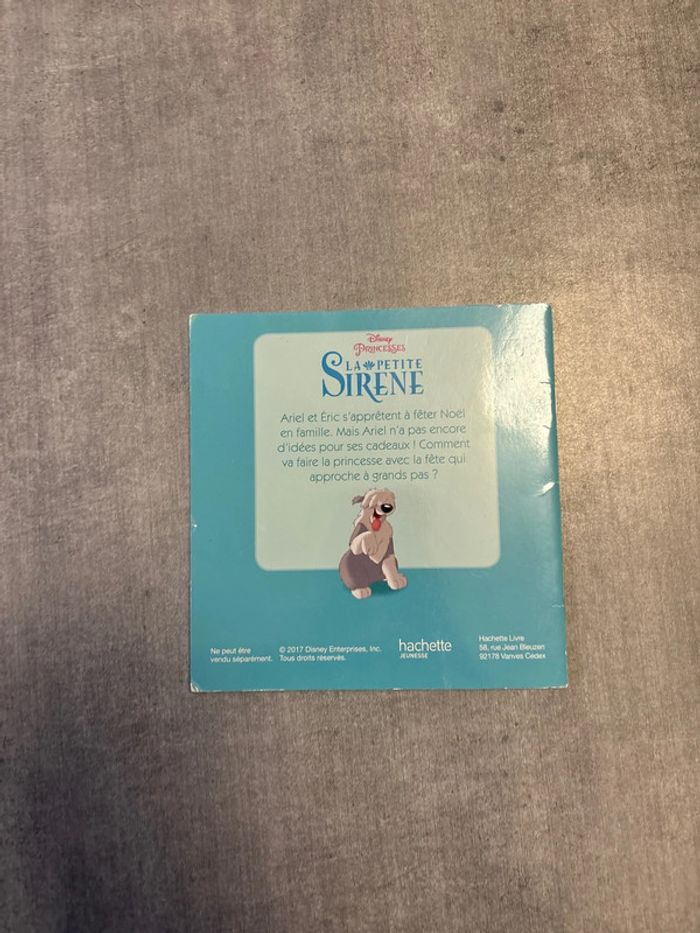 Disney
PRINCESSES
LA PETITE
SIRÈNE
Ariel et Éric s'apprêtent à fêter Noël
en famille. Mais Ariel n'a pas encore
d'idées pour ses cadeaux ! Comment
va faire la princesse avec la fête qui
approche à grands pas ?
Ne peut être
vendu séparément.
© 2017 Disney Enterprises, Inc.
Tous droits réservés.
hachette
JEUNESSE
Hachette Livre
58, rue Jean Bleuzen
92178 Vanves Cedex